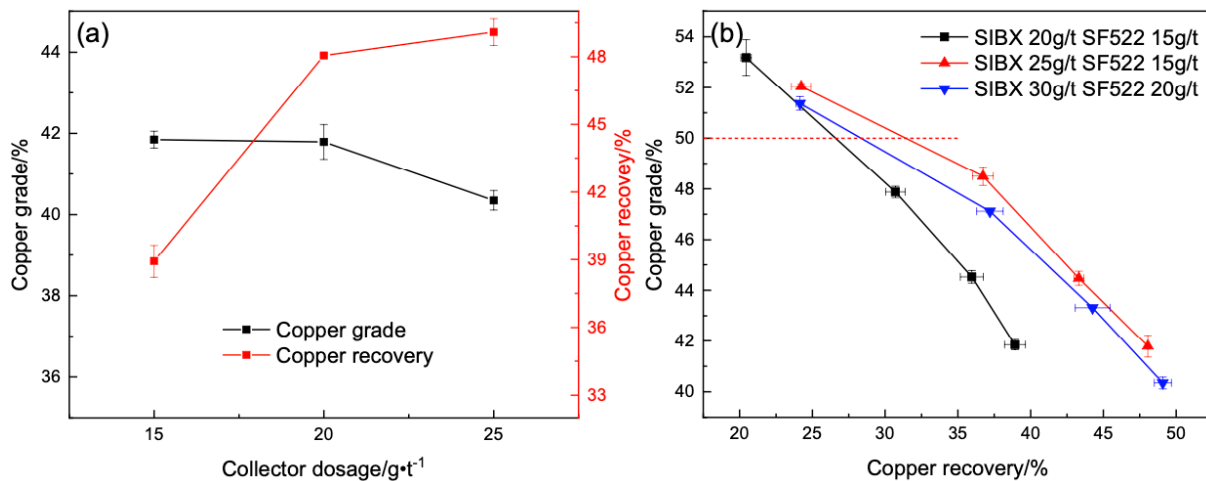 (a)
44
42
40
38
36
Copper grade/%
15
20
25
Collector dosage/g•t⁻¹
48
45
42
39
36
33
Copper recovey/%
Copper grade
Copper recovery
(b)
54
52
50
48
46
44
42
40
Copper grade/%
20
25
30
35
40
45
50
Copper recovery/%
SIBX 20g/t SF522 15g/t
SIBX 25g/t SF522 15g/t
SIBX 30g/t SF522 20g/t